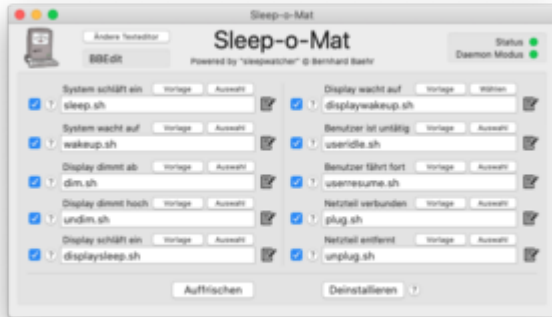 Sleep-o-Mat
Ändere Texteditor
BBEdit
Sleep-o-Mat
Powered by "sleepwatcher" © Bernhard Baehr
Status
Daemon Modus
System schläft ein Vorlage Auswahl
? sleep.sh
System wacht auf Vorlage Auswahl
? wakeup.sh
Display dimmt ab Vorlage Auswahl
? dim.sh
Display dimmt hoch Vorlage Auswahl
? undim.sh
Display schläft ein Vorlage Auswahl
? displaysleep.sh
Display wacht auf Vorlage Wählen
? displaywakeup.sh
Benutzer ist untätig Vorlage Auswahl
? useridle.sh
Benutzer fährt fort Vorlage Auswahl
? userresume.sh
Netzteil verbunden Vorlage Auswahl
? plug.sh
Netzteil entfernt Vorlage Auswahl
? unplug.sh
Auffrischen
Deinstallieren ?